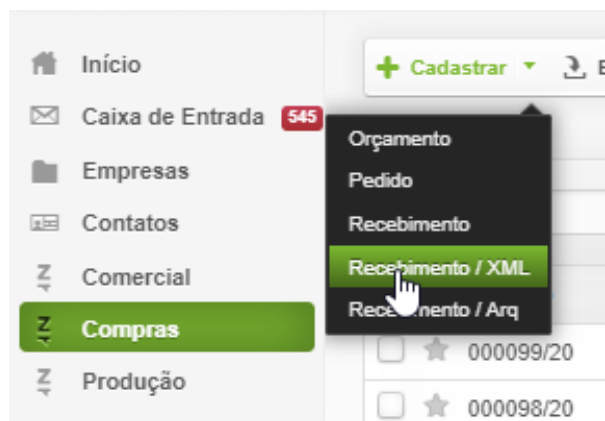 Início
Caixa de Entrada 545
Empresas
Contatos
Comercial
Compras
Produção
Cadastrar
Orçamento
Pedido
Recebimento
Recebimento / XML
/ Arq
000099/20
000098/20